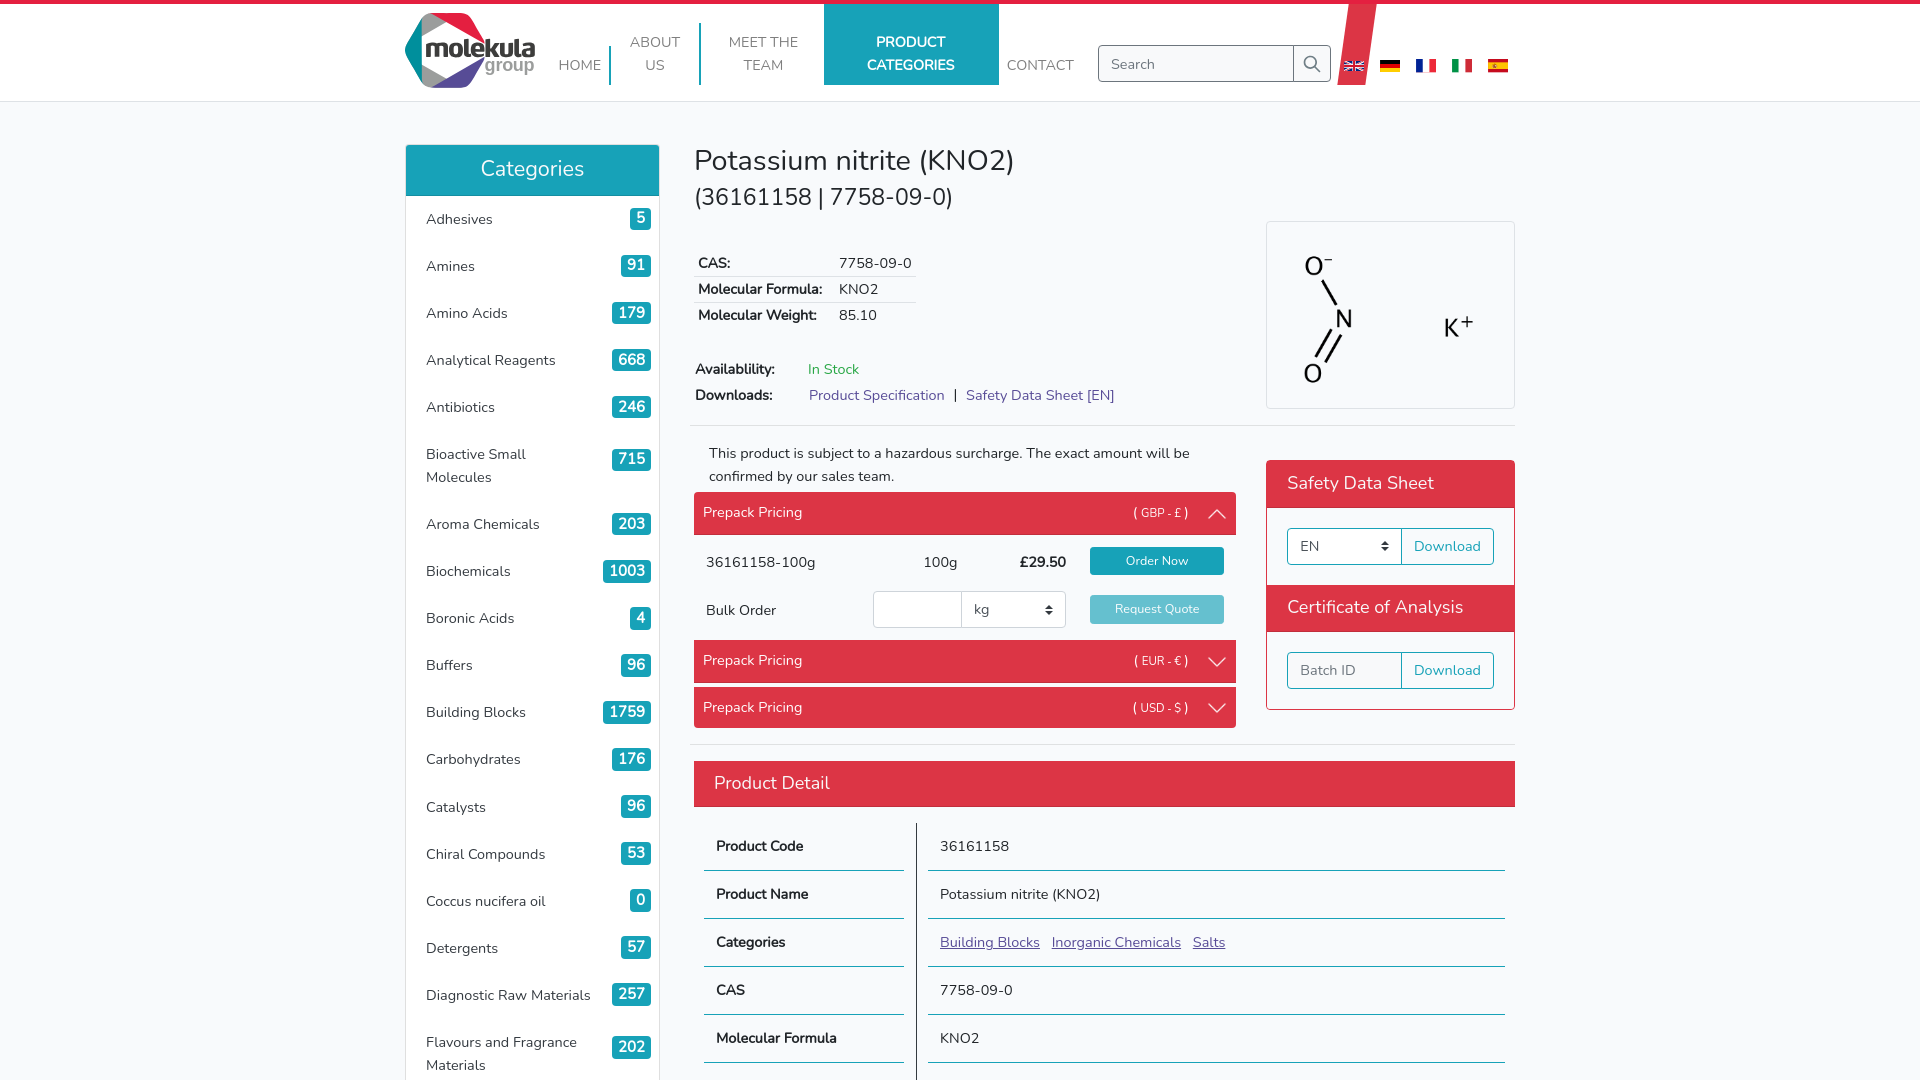 molekula
group
HOME
ABOUT
US
MEET THE
TEAM
PRODUCT
CATEGORIES
CONTACT
Search
Categories
Adhesives 5
Amines 91
Amino Acids 179
Analytical Reagents 668
Antibiotics 246
Bioactive Small
Molecules 715
Aroma Chemicals 203
Biochemicals 1003
Boronic Acids 4
Buffers 96
Building Blocks 1759
Carbohydrates 176
Catalysts 96
Chiral Compounds 53
Coccus nucifera oil 0
Detergents 57
Diagnostic Raw Materials 257
Flavours and Fragrance
Materials 202
Potassium nitrite (KNO2)
(36161158 | 7758-09-0)
CAS: 7758-09-0
Molecular Formula: KNO2
Molecular Weight: 85.10
Availablility: In Stock
Downloads: Product Specification | Safety Data Sheet [EN]
O⁻
N
O
K⁺
This product is subject to a hazardous surcharge. The exact amount will be
confirmed by our sales team.
Prepack Pricing ( GBP - £ )
36161158-100g 100g £29.50 Order Now
Bulk Order kg Request Quote
Prepack Pricing ( EUR - € )
Prepack Pricing ( USD - $ )
Safety Data Sheet
EN Download
Certificate of Analysis
Batch ID Download
Product Detail
Product Code 36161158
Product Name Potassium nitrite (KNO2)
Categories Building Blocks Inorganic Chemicals Salts
CAS 7758-09-0
Molecular Formula KNO2